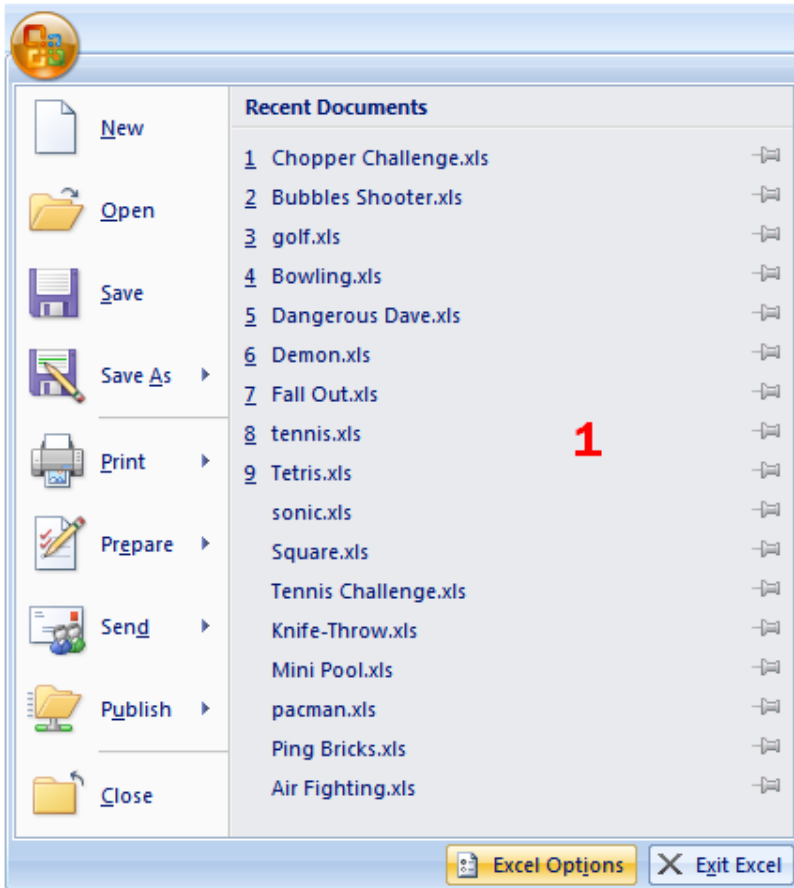 New
Open
Save
Save As
Print
Prepare
Send
Publish
Close
Recent Documents
1 Chopper Challenge.xls
2 Bubbles Shooter.xls
3 golf.xls
4 Bowling.xls
5 Dangerous Dave.xls
6 Demon.xls
7 Fall Out.xls
8 tennis.xls
1
9 Tetris.xls
sonic.xls
Square.xls
Tennis Challenge.xls
Knife-Throw.xls
Mini Pool.xls
pacman.xls
Ping Bricks.xls
Air Fighting.xls
Excel Options
Exit Excel